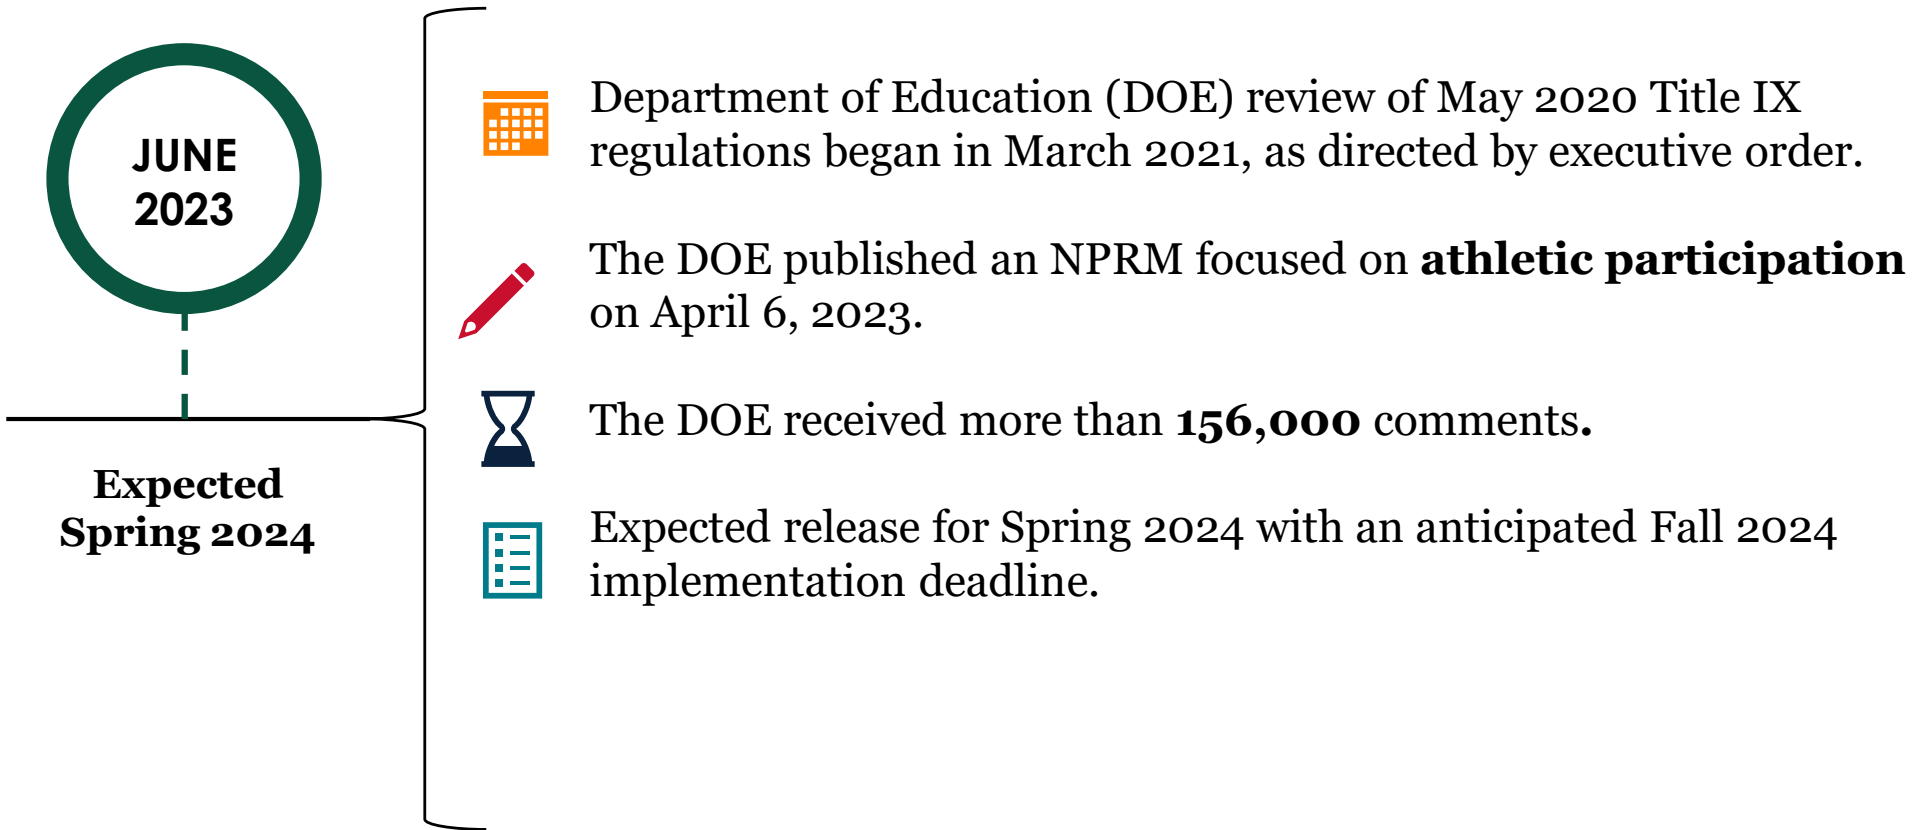 JUNE
2023
Expected
Spring 2024
Department of Education (DOE) review of May 2020 Title IX
regulations began in March 2021, as directed by executive order.
The DOE published an NPRM focused on athletic participation
on April 6, 2023.
The DOE received more than 156,000 comments.
Expected release for Spring 2024 with an anticipated Fall 2024
implementation deadline.